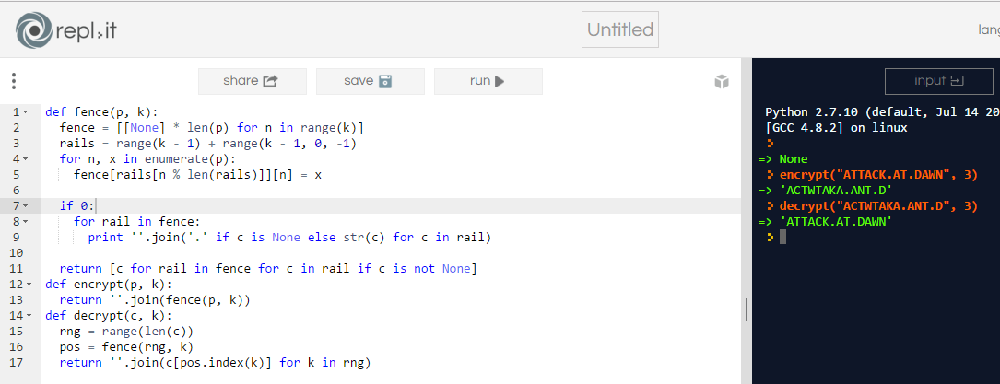 repl.it
Untitled
lang
share
save
run
input
1 def fence(p, k):
2   fence = [[None] * len(p) for n in range(k)]
3   rails = range(k - 1) + range(k - 1, 0, -1)
4   for n, x in enumerate(p):
5     fence[rails[n % len(rails)]][n] = x
6
7   if 0:
8     for rail in fence:
9       print ''.join('.' if c is None else str(c) for c in rail)
10
11   return [c for rail in fence for c in rail if c is not None]
12 def encrypt(p, k):
13   return ''.join(fence(p, k))
14 def decrypt(c, k):
15   rng = range(len(c))
16   pos = fence(rng, k)
17   return ''.join(c[pos.index(k)] for k in rng)
Python 2.7.10 (default, Jul 14 20
[GCC 4.8.2] on linux
=> None
encrypt("ATTACK.AT.DAWN", 3)
=> 'ACTWTAKA.ANT.D'
decrypt("ACTWTAKA.ANT.D", 3)
=> 'ATTACK.AT.DAWN'